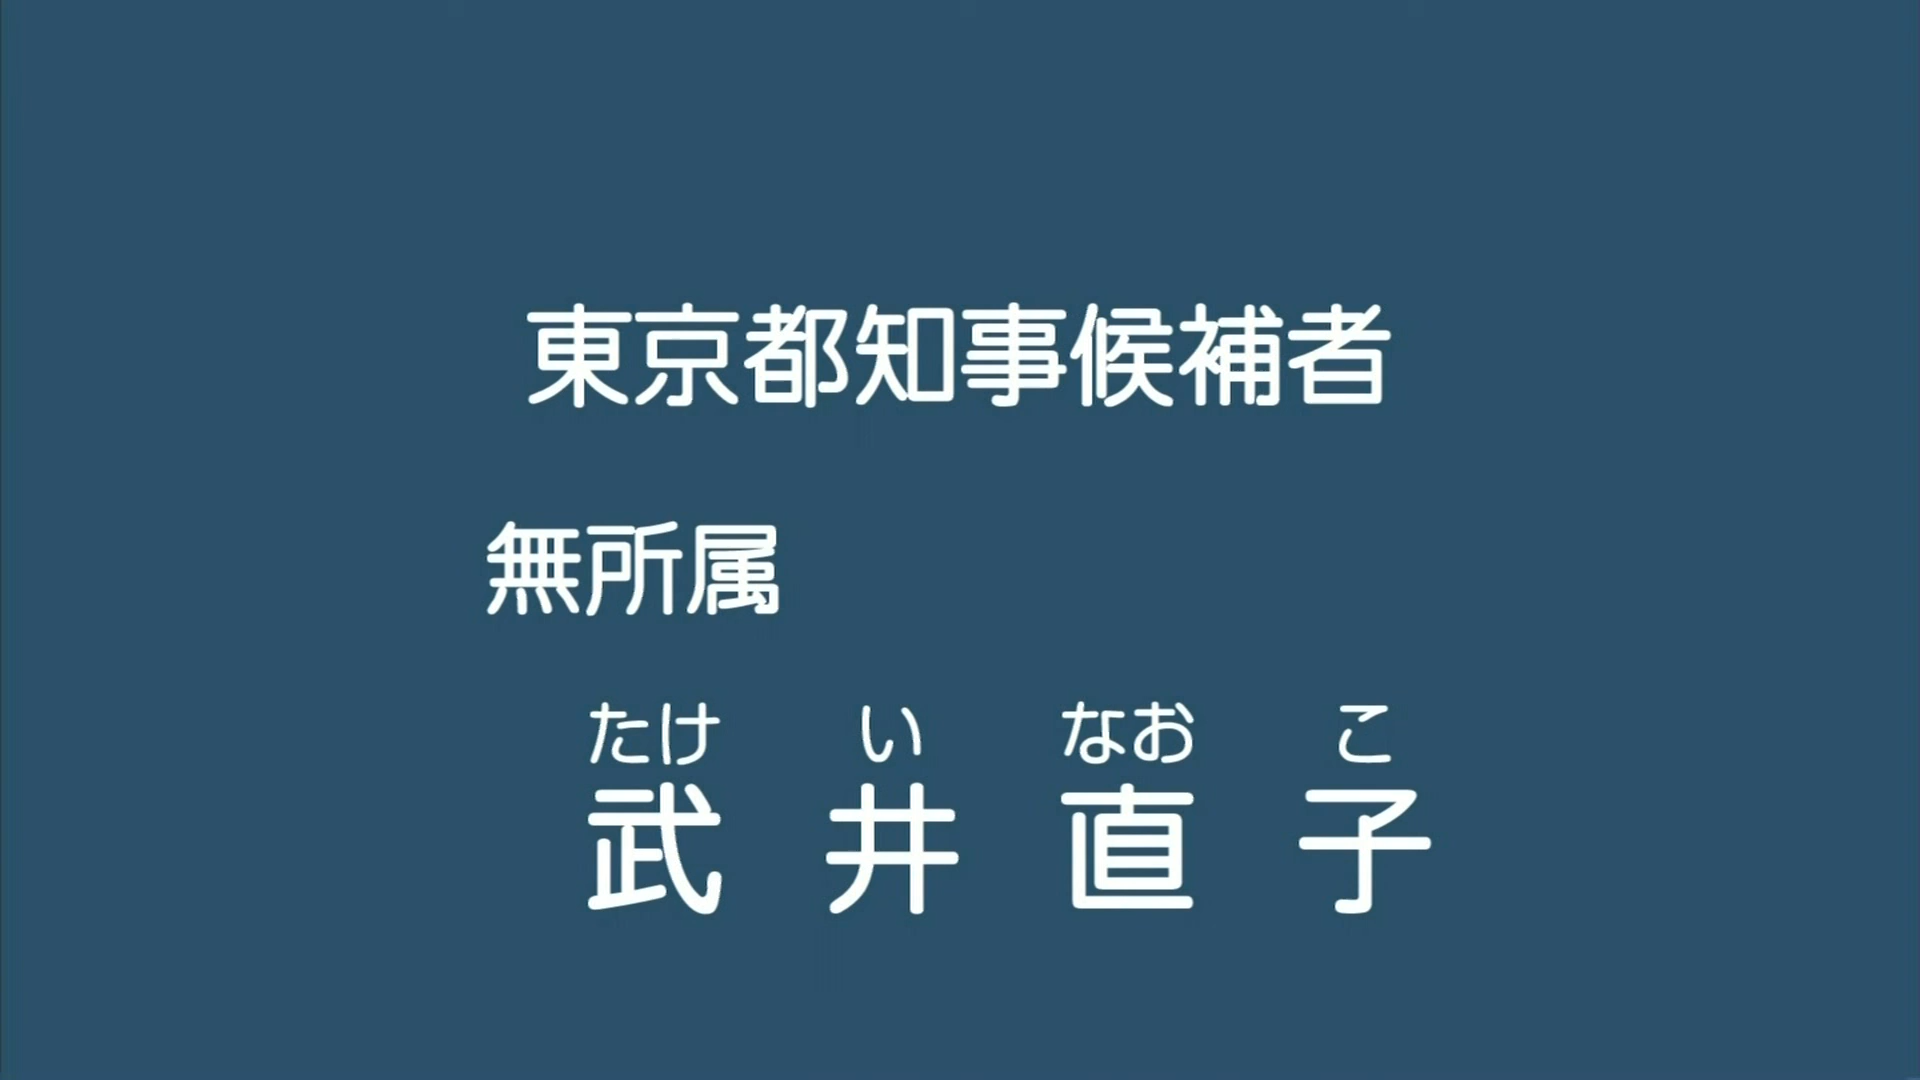 東京都知事候補者
無所属
たけ い なお こ
武井直子